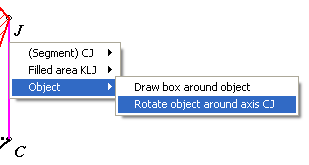 J
(Segment) CJ
Filled area KLJ
Object
Draw box around object
Rotate object around axis CJ
C